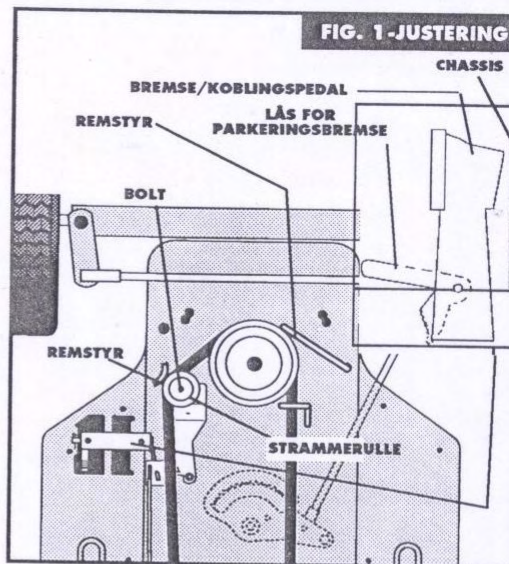 FIG. 1-JUSTERING
CHASSIS
BREMSE/KOBLINGSPEDAL
LÅS FOR
PARKERINGSBREMSE
REMSTYR
BOLT
REMSTYR
STRAMMERULLE